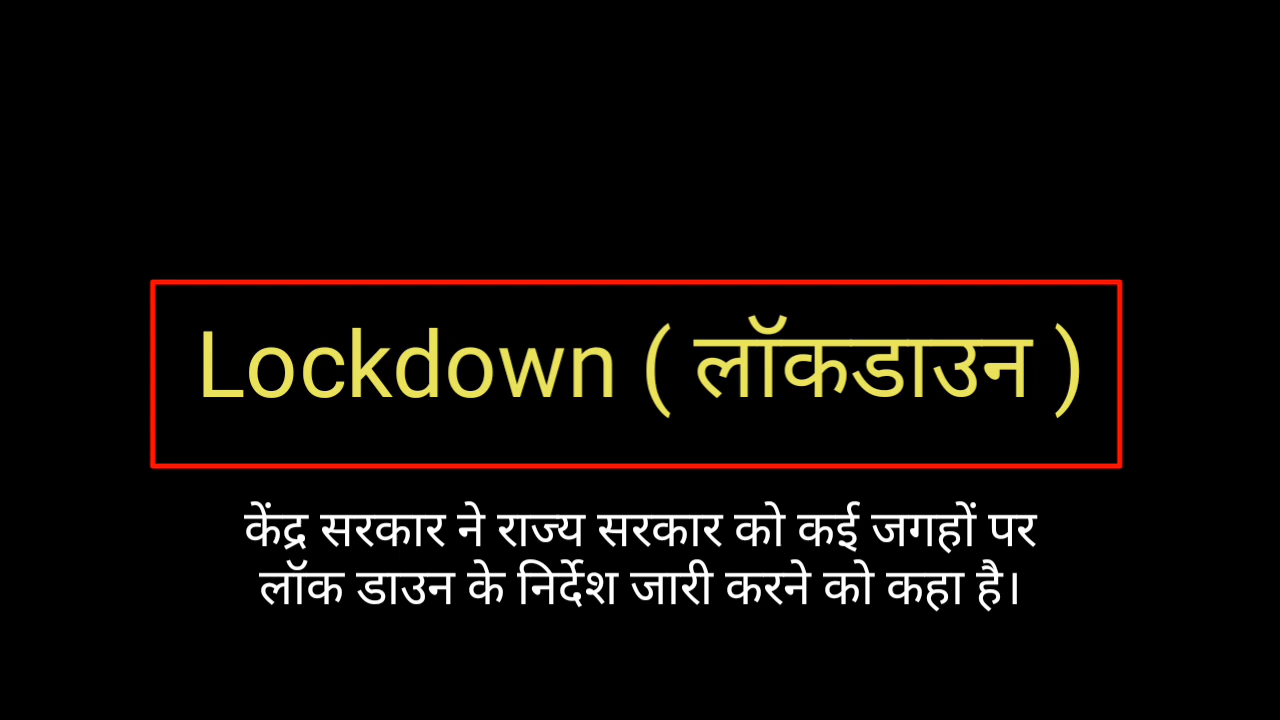 Lockdown ( लॉकडाउन )
केंद्र सरकार ने राज्य सरकार को कई जगहों पर
लॉक डाउन के निर्देश जारी करने को कहा है।